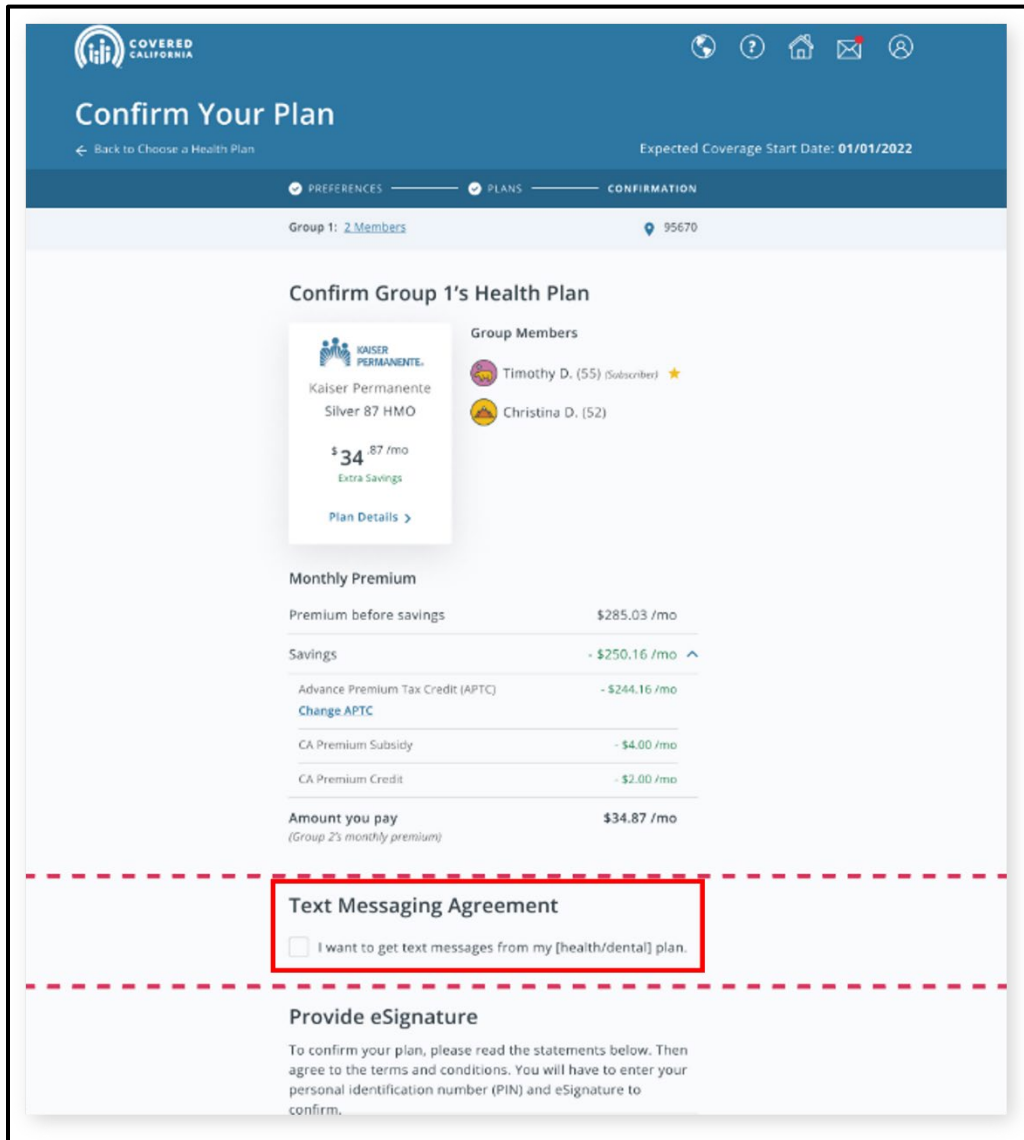 COVERED
CALIFORNIA
Confirm Your Plan
← Back to Choose a Health Plan
Expected Coverage Start Date: 01/01/2022
PREFERENCES
PLANS
CONFIRMATION
Group 1: 2 Members
95670
Confirm Group 1's Health Plan
KAISER
PERMANENTE®
Kaiser Permanente
Silver 87 HMO
$34.87 /mo
Extra Savings
Plan Details >
Group Members
Timothy D. (55) (Subscriber)
Christina D. (52)
Monthly Premium
Premium before savings $285.03 /mo
Savings - $250.16 /mo
Advance Premium Tax Credit (APTC) - $244.16 /mo
Change APTC
CA Premium Subsidy - $4.00 /mo
CA Premium Credit - $2.00 /mo
Amount you pay $34.87 /mo
(Group 2's monthly premium)
Text Messaging Agreement
I want to get text messages from my [health/dental] plan.
Provide eSignature
To confirm your plan, please read the statements below. Then
agree to the terms and conditions. You will have to enter your
personal identification number (PIN) and eSignature to
confirm.